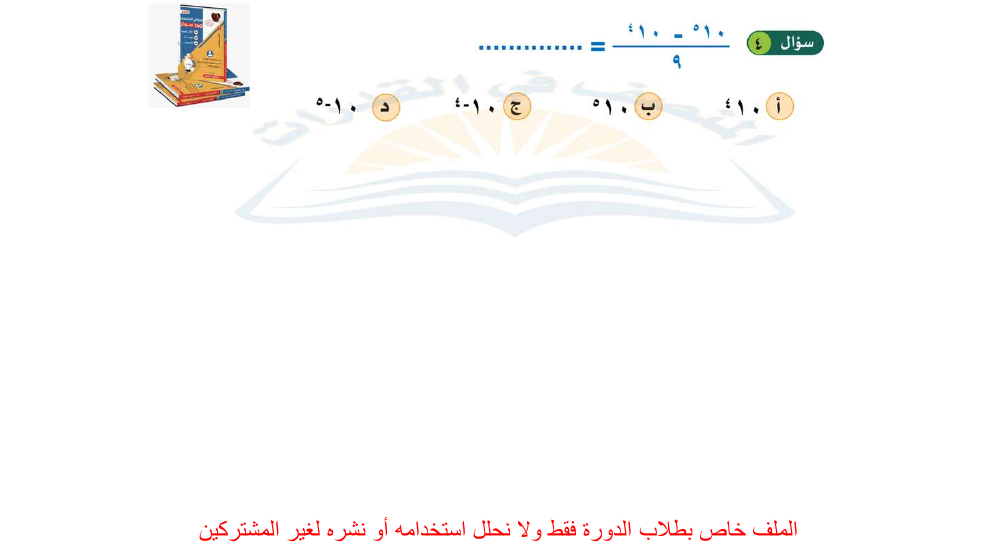 سؤال ٤ (١٠^٥ - ١٠^٤) / ٩ = ..............
أ ١٠^٤ ب ١٠^٥ ج ١٠^-٤ د ١٠^-٥
الملف خاص بطلاب الدورة فقط ولا نحلل استخدامه أو نشره لغير المشتركين